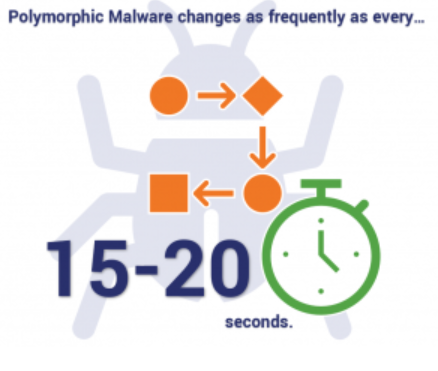 Polymorphic Malware changes as frequently as every...
15-20
seconds.